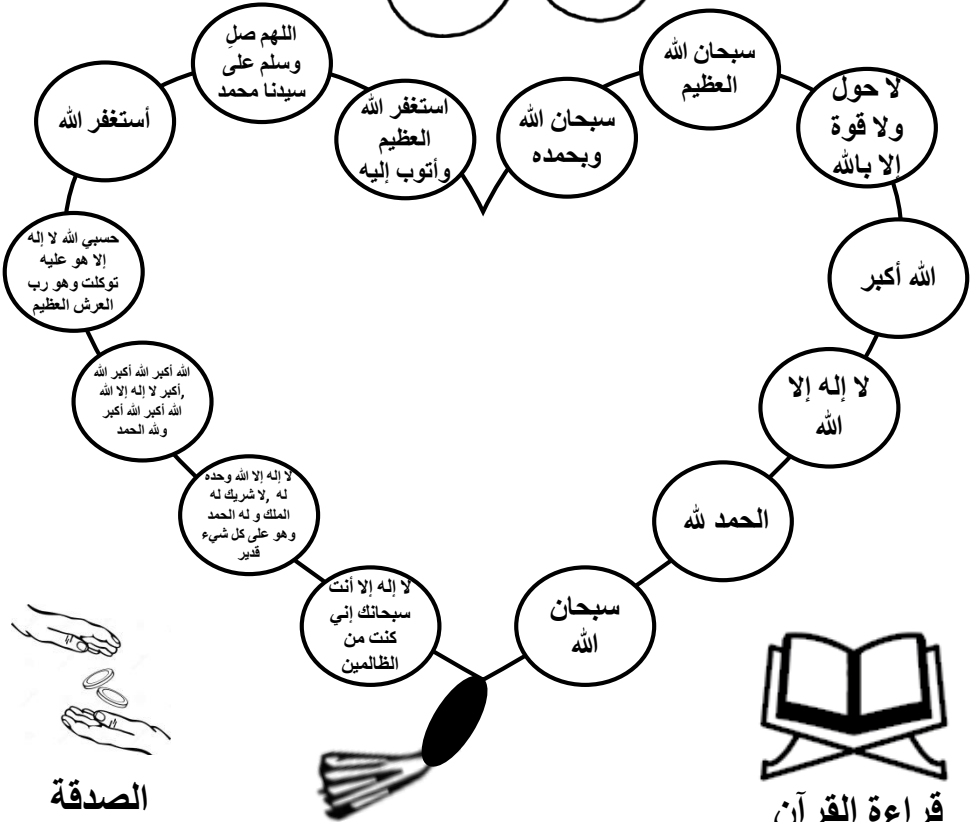 سبحان الله
العظيم
لا حول
ولا قوة
إلا بالله
سبحان الله
وبحمده
الله أكبر
لا إله إلا
الله
الحمد لله
سبحان
الله
اللهم صلِ
وسلم على
سيدنا محمد
استغفر الله
العظيم
وأتوب إليه
أستغفر الله
حسبي الله لا إله
إلا هو عليه
توكلت وهو رب
العرش العظيم
الله أكبر الله أكبر الله
أكبر لا إله إلا الله,
الله أكبر الله أكبر
ولله الحمد
لا إله إلا الله وحده
له ,لا شريك له
الملك و له الحمد
وهو على كل شيء
قدير
لا إله إلا أنت
سبحانك إني
كنت من
الظالمين
الصدقة
قراءة القرآن